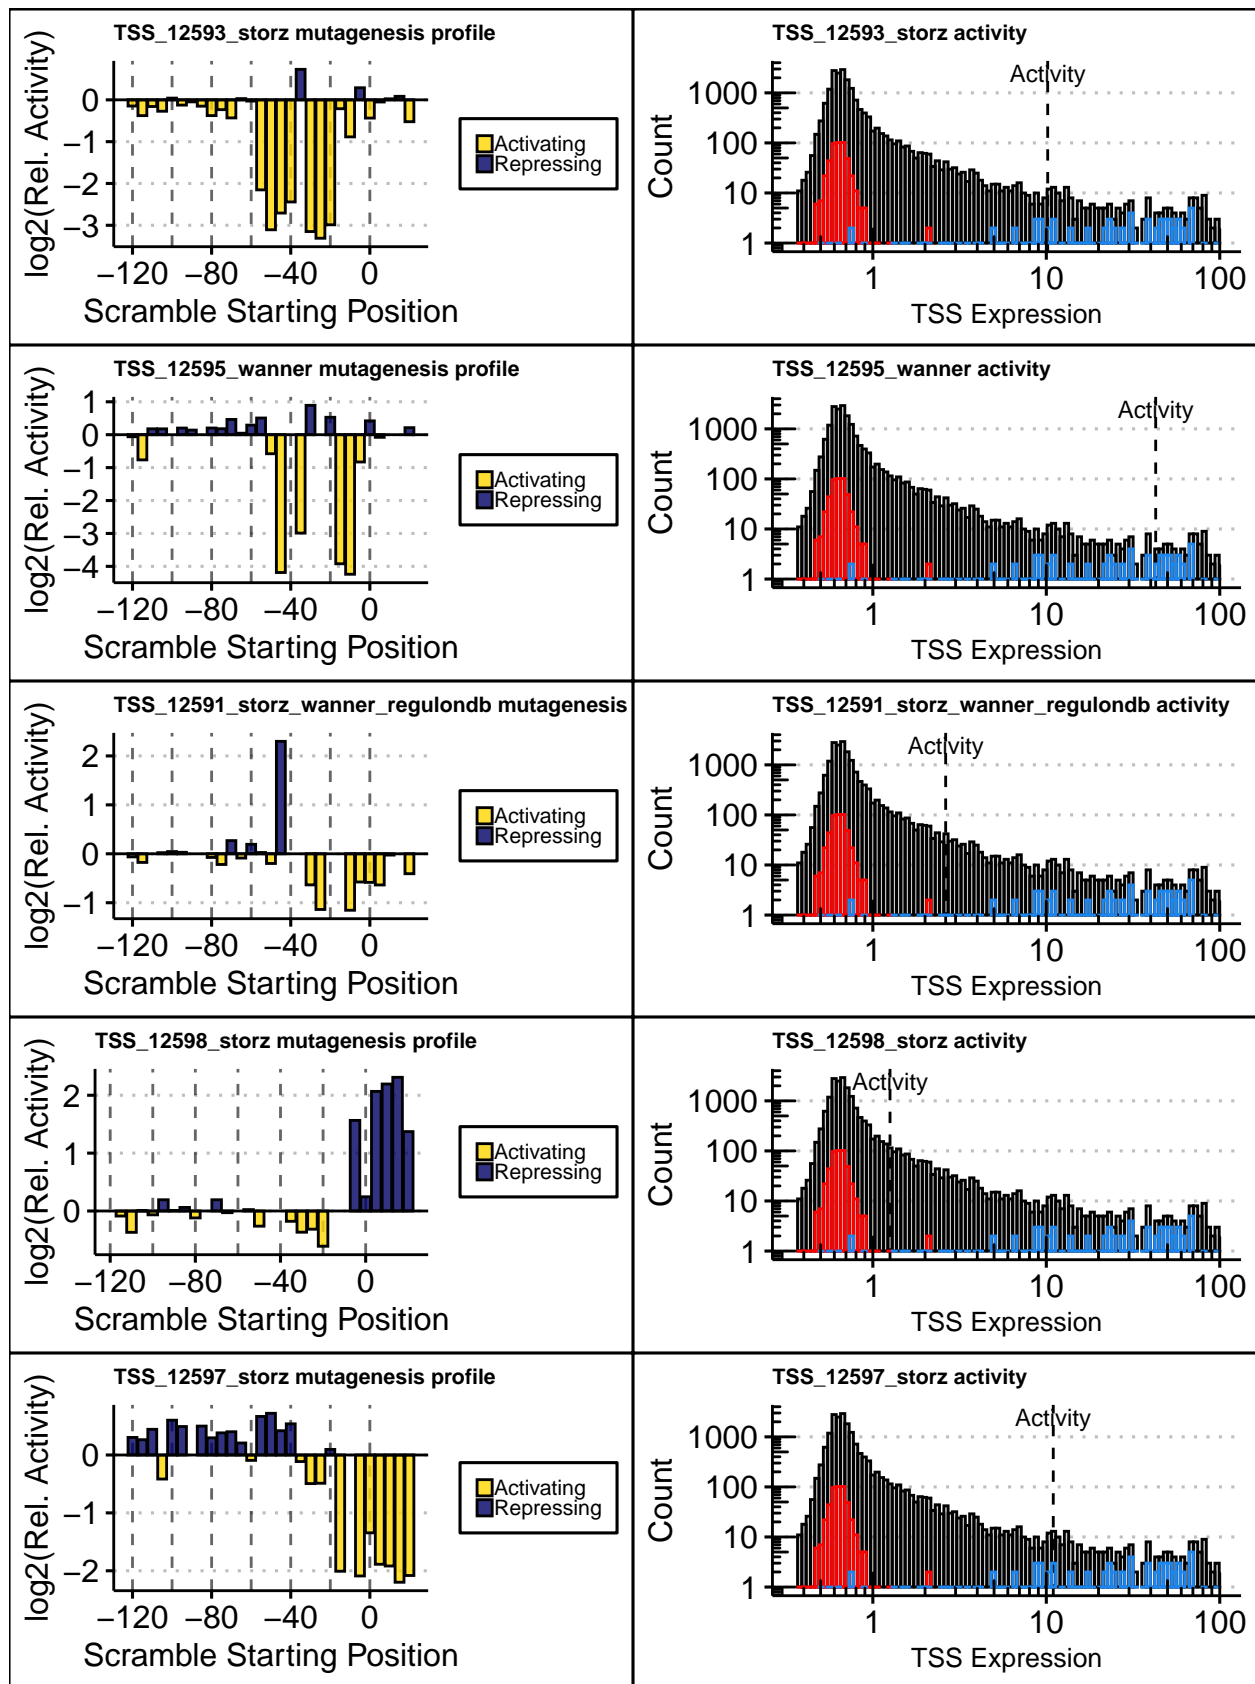 TSS_12593_storz mutagenesis profile
log2(Rel. Activity)
0
−1
−2
−3
−120 −80 −40 0
Scramble Starting Position
Activating
Repressing
TSS_12593_storz activity
Activity
Count
1000
100
10
1
1 10 100
TSS Expression
TSS_12595_wanner mutagenesis profile
log2(Rel. Activity)
1
0
−1
−2
−3
−4
−120 −80 −40 0
Scramble Starting Position
Activating
Repressing
TSS_12595_wanner activity
Activity
Count
1000
100
10
1
1 10 100
TSS Expression
TSS_12591_storz_wanner_regulondb mutagenesis
log2(Rel. Activity)
2
1
0
−1
−120 −80 −40 0
Scramble Starting Position
Activating
Repressing
TSS_12591_storz_wanner_regulondb activity
Activity
Count
1000
100
10
1
1 10 100
TSS Expression
TSS_12598_storz mutagenesis profile
log2(Rel. Activity)
2
1
0
−120 −80 −40 0
Scramble Starting Position
Activating
Repressing
TSS_12598_storz activity
Activity
Count
1000
100
10
1
1 10 100
TSS Expression
TSS_12597_storz mutagenesis profile
log2(Rel. Activity)
0
−1
−2
−120 −80 −40 0
Scramble Starting Position
Activating
Repressing
TSS_12597_storz activity
Activity
Count
1000
100
10
1
1 10 100
TSS Expression